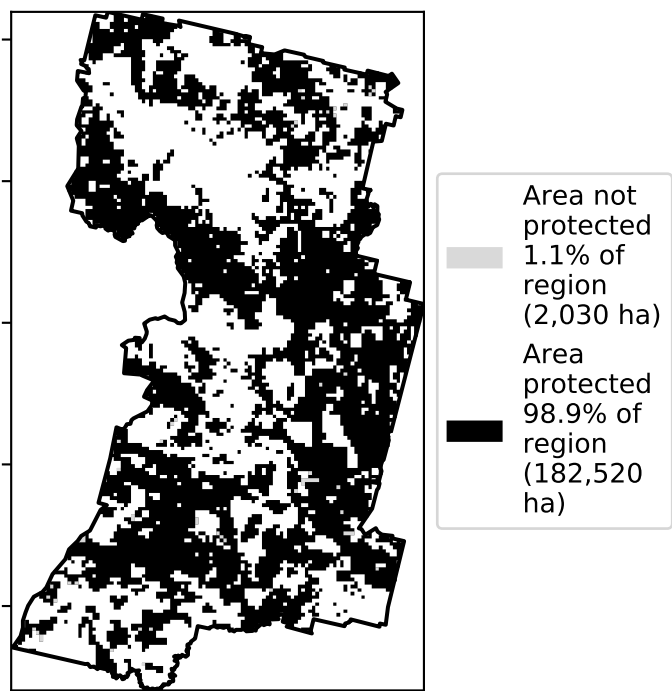 Area not
protected
1.1% of
region
(2,030 ha)
Area
protected
98.9% of
region
(182,520
ha)